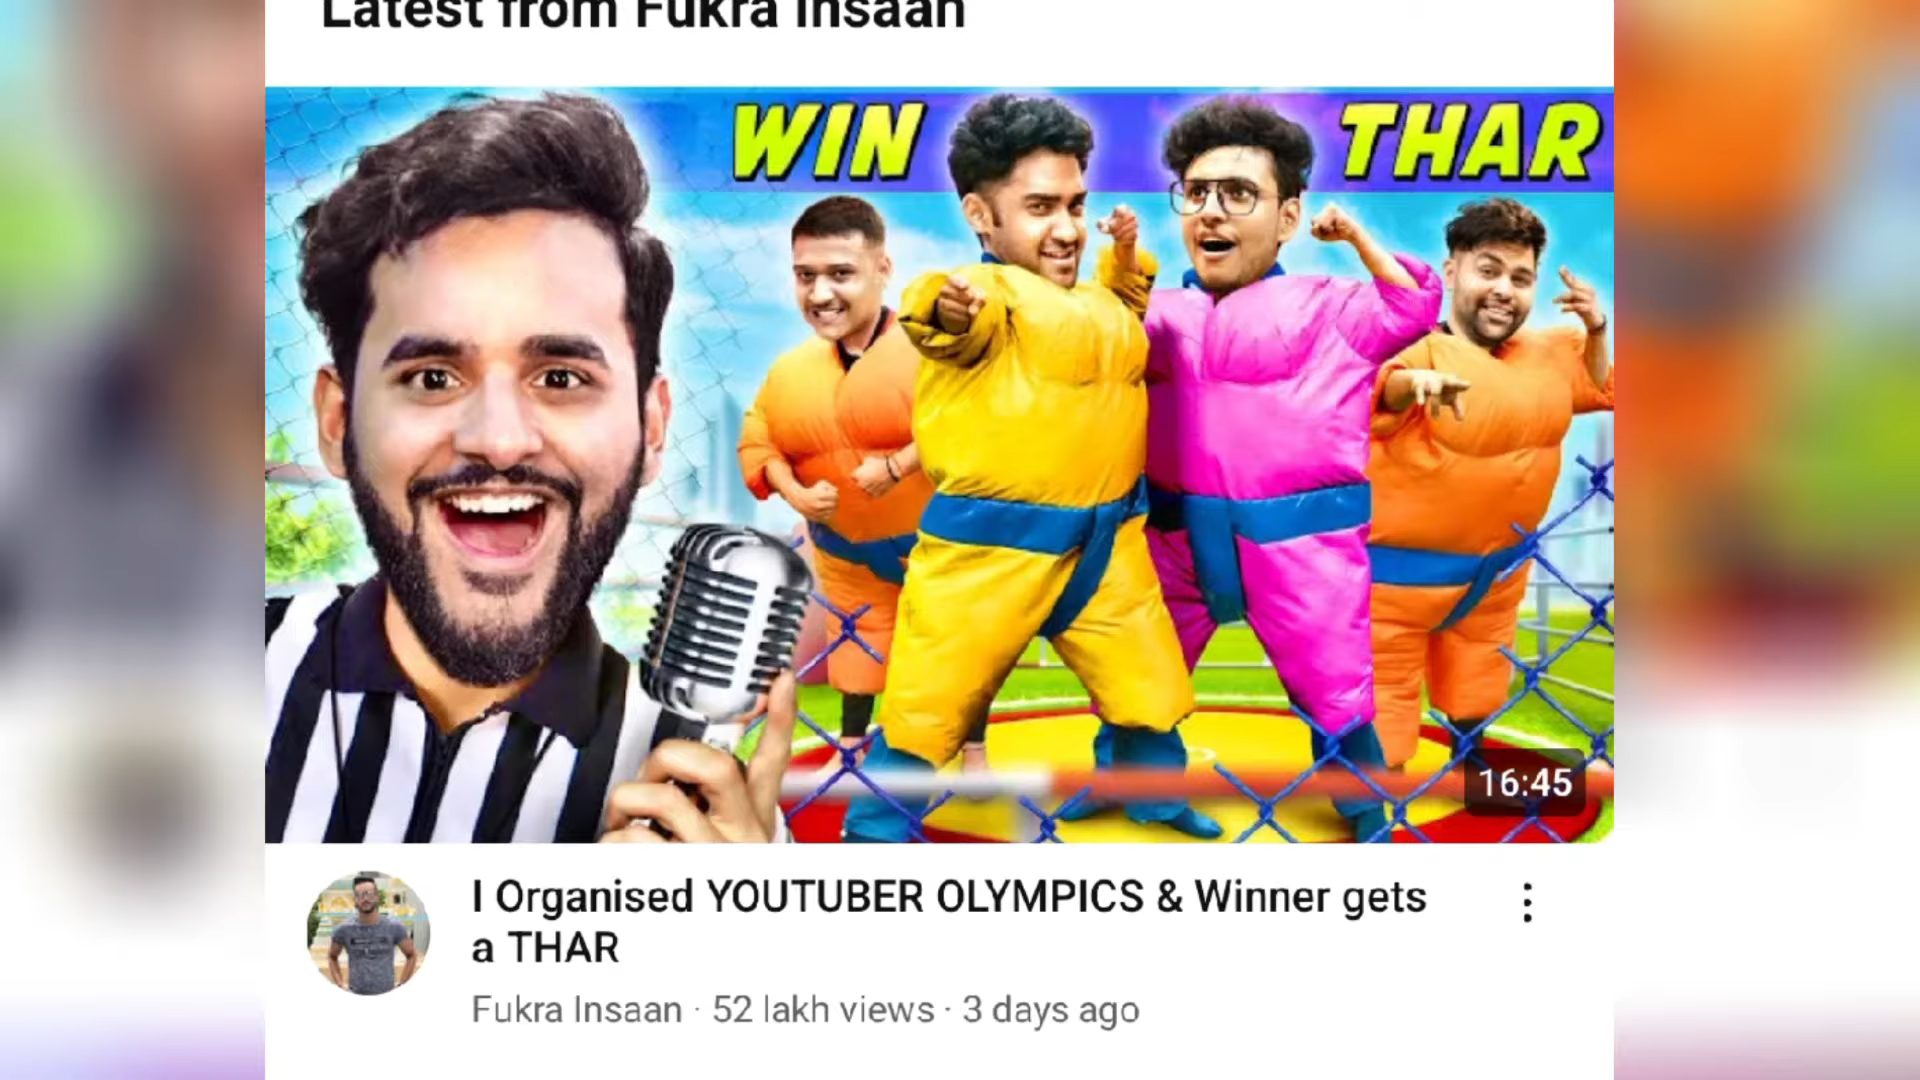 Latest from Fukra Insaan
WIN THAR
16:45
I Organised YOUTUBER OLYMPICS & Winner gets
a THAR
Fukra Insaan · 52 lakh views · 3 days ago